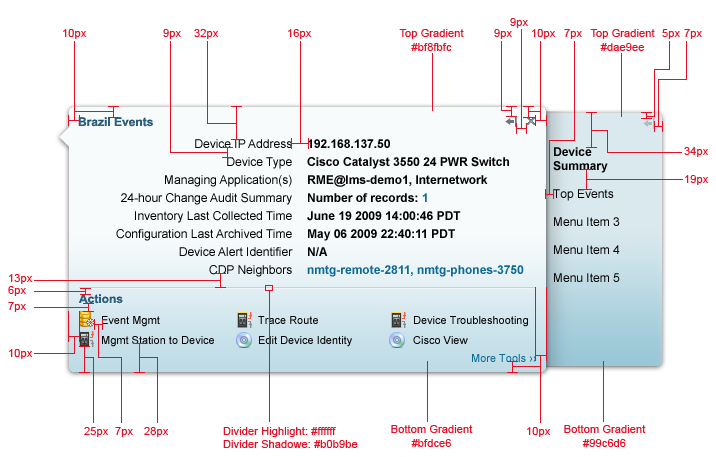 9px
10px
9px
32px
16px
Top Gradient
#bf8fbfc
9px
10px
7px
Top Gradient
#dae9ee
5px
7px
Brazil Events
Device IP Address
192.168.137.50
Device Type
Cisco Catalyst 3550 24 PWR Switch
Managing Application(s)
RME@lms-demo1, Internetwork
24-hour Change Audit Summary
Number of records: 1
Inventory Last Collected Time
June 19 2009 14:00:46 PDT
Configuration Last Archived Time
May 06 2009 22:40:11 PDT
Device Alert Identifier
N/A
CDP Neighbors
nmtg-remote-2811, nmtg-phones-3750
Device
Summary
Top Events
Menu Item 3
Menu Item 4
Menu Item 5
34px
19px
13px
6px
7px
10px
Actions
Event Mgmt
Trace Route
Device Troubleshooting
Mgmt Station to Device
Edit Device Identity
Cisco View
More Tools ››
25px
7px
28px
Divider Highlight: #ffffff
Divider Shadowe: #b0b9be
Bottom Gradient
#bfdce6
10px
Bottom Gradient
#99c6d6